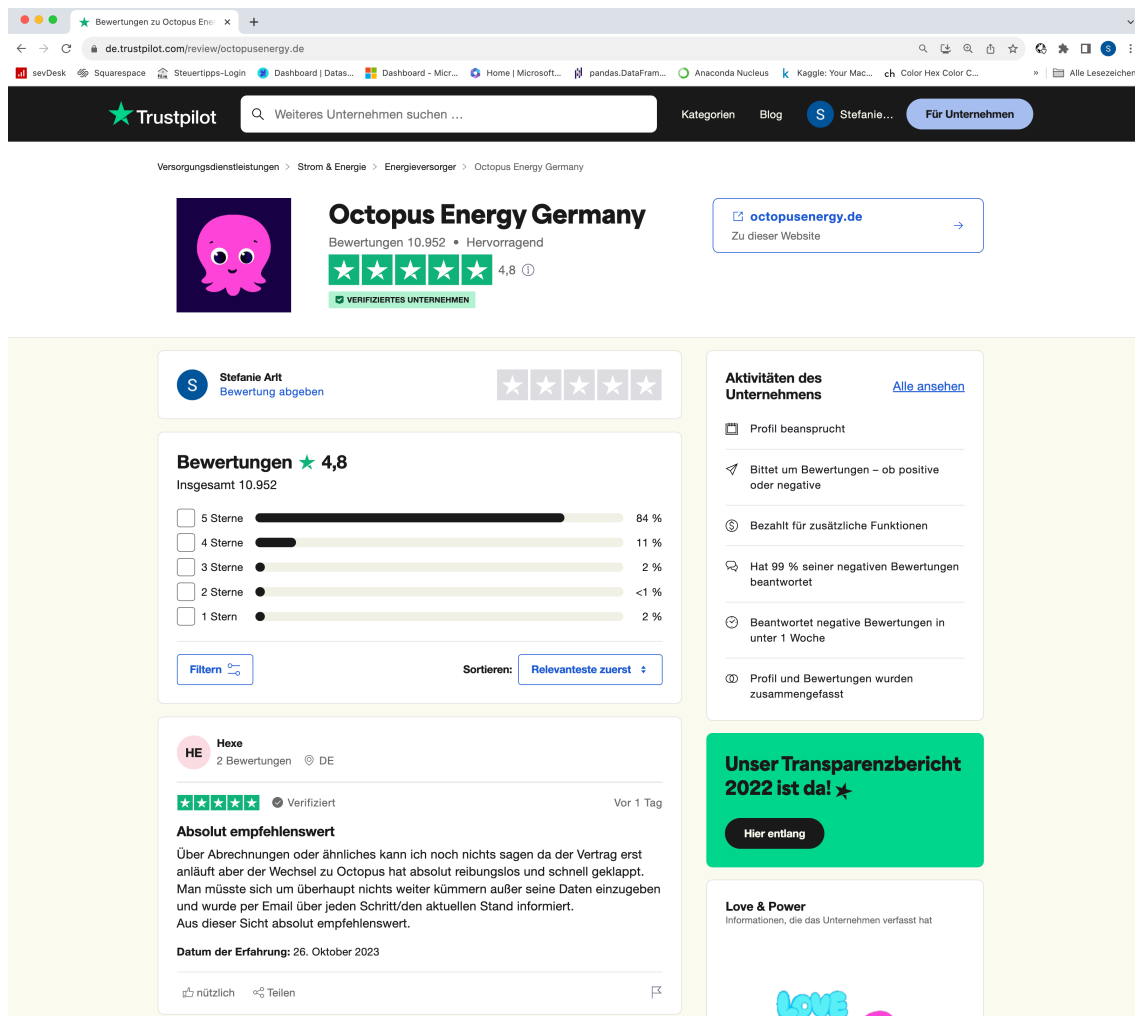 Bewertungen zu Octopus Ene
de.trustpilot.com/review/octopusenergy.de
sevDesk Squarespace Steuertipps-Login Dashboard | Datas... Dashboard - Micr... Home | Microsoft... pandas.DataFram... Anaconda Nucleus Kaggle: Your Mac... ch Color Hex Color C... » Alle Lesezeichen
Trustpilot Weiteres Unternehmen suchen … Kategorien Blog S Stefanie... Für Unternehmen
Versorgungsdienstleistungen > Strom & Energie > Energieversorger > Octopus Energy Germany
Octopus Energy Germany
Bewertungen 10.952 • Hervorragend
4,8
VERIFIZIERTES UNTERNEHMEN
octopusenergy.de
Zu dieser Website
S
Stefanie Arlt
Bewertung abgeben
Bewertungen ★ 4,8
Insgesamt 10.952
5 Sterne 84 %
4 Sterne 11 %
3 Sterne 2 %
2 Sterne <1 %
1 Stern 2 %
Filtern Sortieren: Relevanteste zuerst
HE
Hexe
2 Bewertungen DE
Verifiziert Vor 1 Tag
Absolut empfehlenswert
Über Abrechnungen oder ähnliches kann ich noch nichts sagen da der Vertrag erst
anläuft aber der Wechsel zu Octopus hat absolut reibungslos und schnell geklappt.
Man müsste sich um überhaupt nichts weiter kümmern außer seine Daten einzugeben
und wurde per Email über jeden Schritt/den aktuellen Stand informiert.
Aus dieser Sicht absolut empfehlenswert.
Datum der Erfahrung: 26. Oktober 2023
nützlich Teilen
Aktivitäten des
Unternehmens
Alle ansehen
Profil beansprucht
Bittet um Bewertungen – ob positive
oder negative
Bezahlt für zusätzliche Funktionen
Hat 99 % seiner negativen Bewertungen
beantwortet
Beantwortet negative Bewertungen in
unter 1 Woche
Profil und Bewertungen wurden
zusammengefasst
Unser Transparenzbericht
2022 ist da!
Hier entlang
Love & Power
Informationen, die das Unternehmen verfasst hat
LOVE